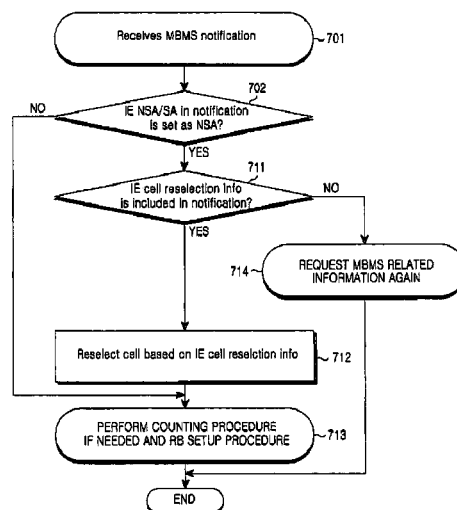 Receives MBMS notification
701
702
NO
IE NSA/SA in notification
is set as NSA?
YES
711
IE cell reselection info
is included in notification?
NO
YES
REQUEST MBMS RELATED
INFORMATION AGAIN
714
Reselect cell based on IE cell reselction info
712
PERFORM COUNTING PROCEDURE
IF NEEDED AND RB SETUP PROCEDURE
713
END